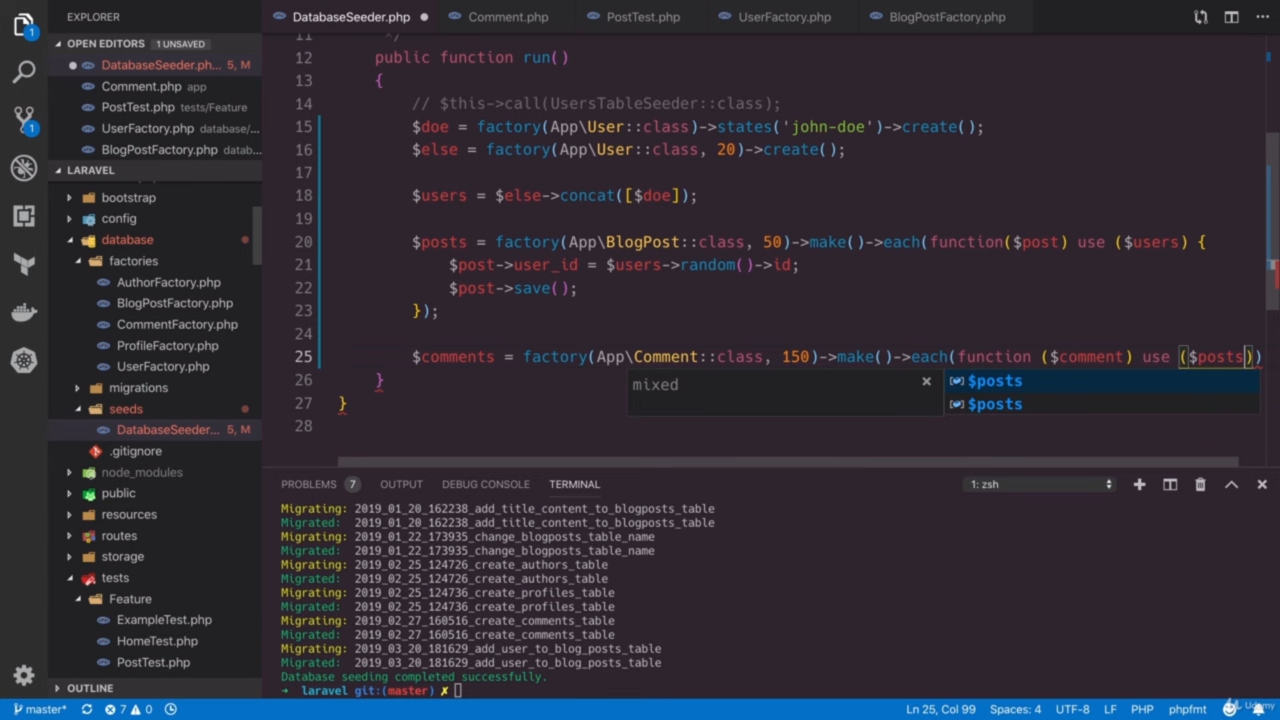 EXPLORER
OPEN EDITORS 1 UNSAVED
DatabaseSeeder.ph... 5, M
Comment.php app
PostTest.php tests/Feature
UserFactory.php database/...
BlogPostFactory.php datab...
LARAVEL
bootstrap
config
database
factories
AuthorFactory.php
BlogPostFactory.php
CommentFactory.php
ProfileFactory.php
UserFactory.php
migrations
seeds
DatabaseSeeder... 5, M
.gitignore
node_modules
public
resources
routes
storage
tests
Feature
ExampleTest.php
HomeTest.php
PostTest.php
OUTLINE
1
1
DatabaseSeeder.php Comment.php PostTest.php UserFactory.php BlogPostFactory.php
11 */
12 public function run()
13 {
14 // $this->call(UsersTableSeeder::class);
15 $doe = factory(App\User::class)->states('john-doe')->create();
16 $else = factory(App\User::class, 20)->create();
17
18 $users = $else->concat([$doe]);
19
20 $posts = factory(App\BlogPost::class, 50)->make()->each(function($post) use ($users) {
21 $post->user_id = $users->random()->id;
22 $post->save();
23 });
24
25 $comments = factory(App\Comment::class, 150)->make()->each(function ($comment) use ($posts))
26 }
27 }
28
mixed ×
$posts
$posts
PROBLEMS 7 OUTPUT DEBUG CONSOLE TERMINAL 1: zsh
Migrating: 2019_01_20_162238_add_title_content_to_blogposts_table
Migrated: 2019_01_20_162238_add_title_content_to_blogposts_table
Migrating: 2019_01_22_173935_change_blogposts_table_name
Migrated: 2019_01_22_173935_change_blogposts_table_name
Migrating: 2019_02_25_124726_create_authors_table
Migrated: 2019_02_25_124726_create_authors_table
Migrating: 2019_02_25_124736_create_profiles_table
Migrated: 2019_02_25_124736_create_profiles_table
Migrating: 2019_02_27_160516_create_comments_table
Migrated: 2019_02_27_160516_create_comments_table
Migrating: 2019_03_20_181629_add_user_to_blog_posts_table
Migrated: 2019_03_20_181629_add_user_to_blog_posts_table
Database seeding completed successfully.
➜ laravel git:(master) ✗
master* 7 0 Ln 25, Col 99 Spaces: 4 UTF-8 LF PHP phpfmt
Udemy